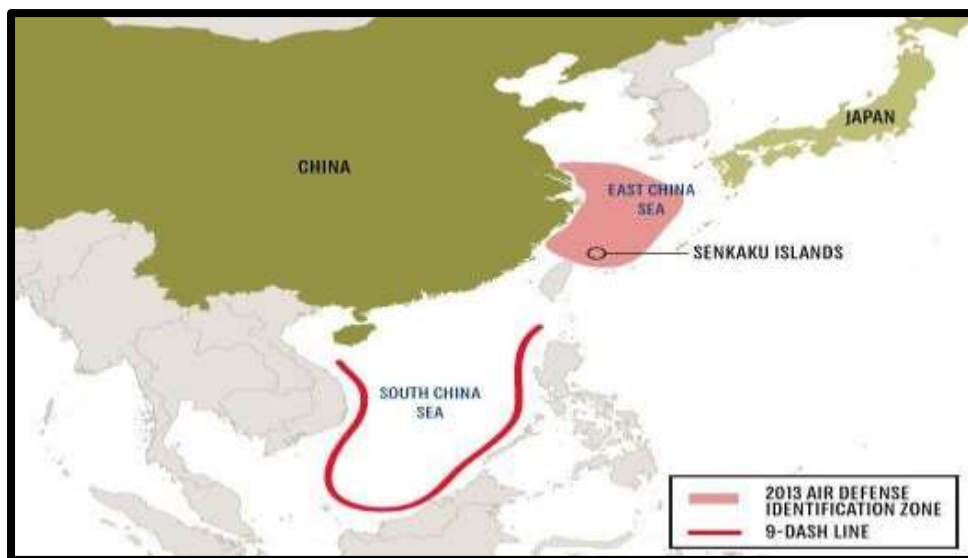 CHINA
JAPAN
EAST CHINA
SEA
SENKAKU ISLANDS
SOUTH CHINA
SEA
2013 AIR DEFENSE
IDENTIFICATION ZONE
9-DASH LINE